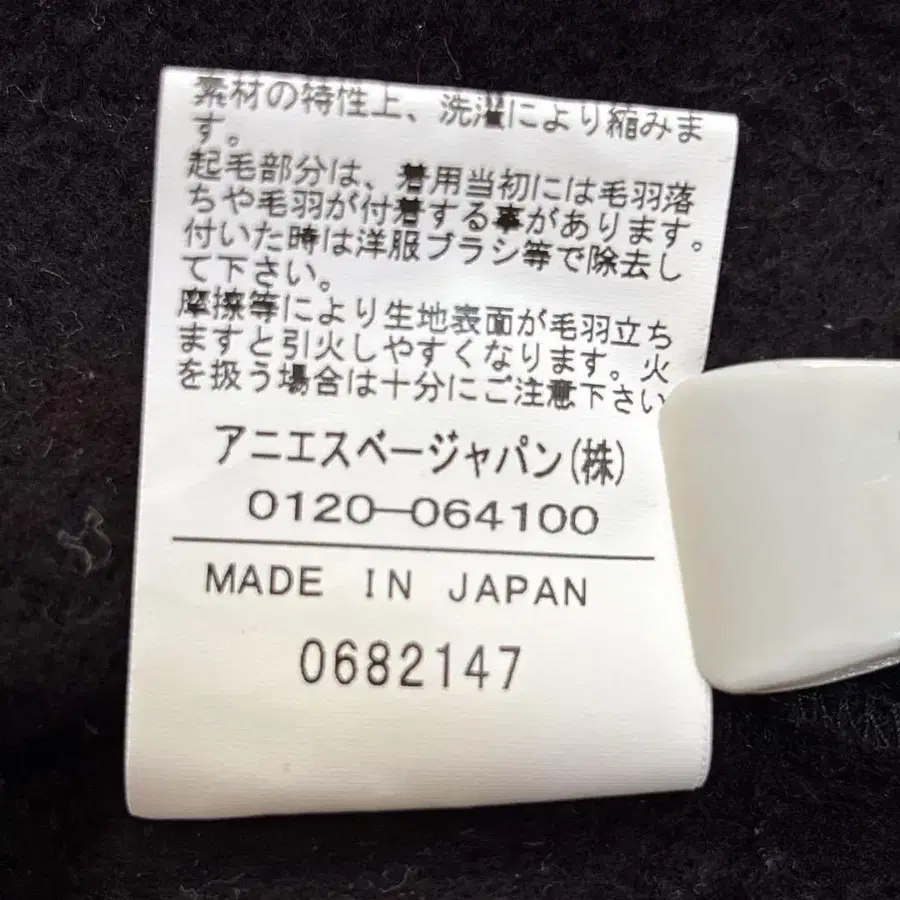 素材の特性上、洗濯により縮みま
す。
起毛部分は、着用当初には毛羽落
ちや毛羽が付着する事があります。
付いた時は洋服ブラシ等で除去し
て下さい。
摩擦等により生地表面が毛羽立ち
ますと引火しやすくなります。火
を扱う場合は十分にご注意下さい
アニエスベージャパン(株)
0120-064100
MADE IN JAPAN
0682147